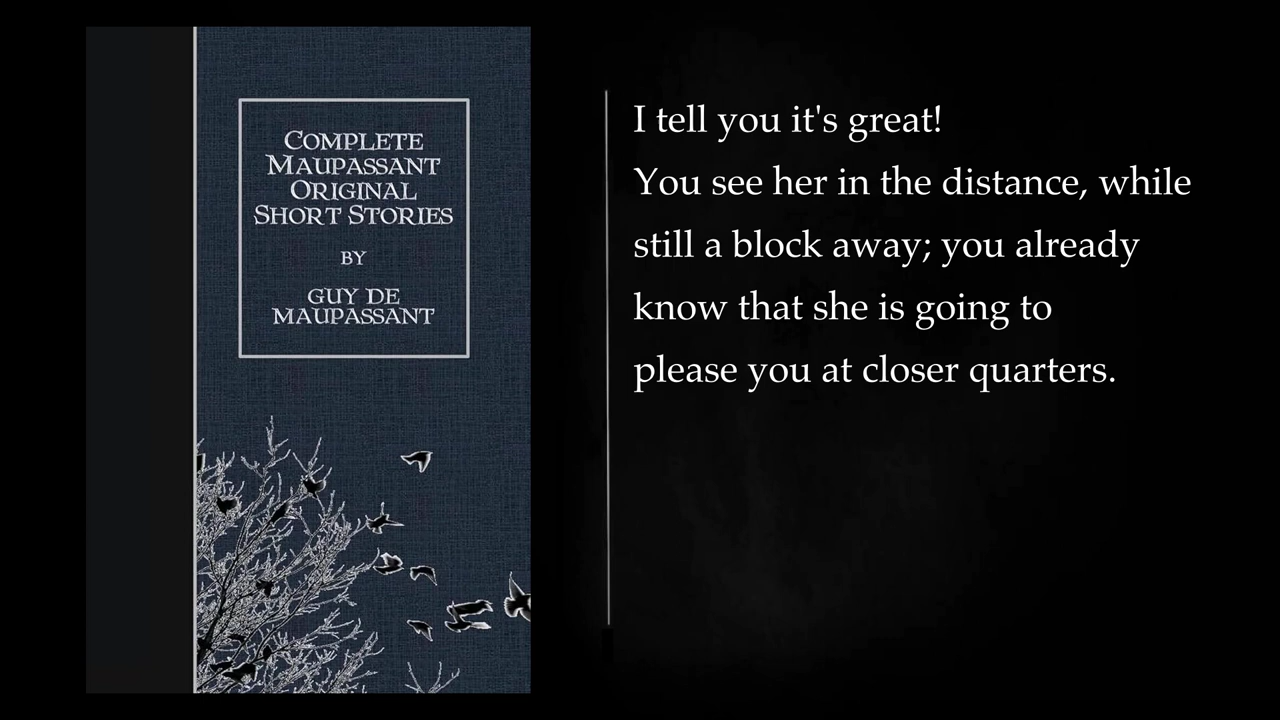 COMPLETE
MAUPASSANT
ORIGINAL
SHORT STORIES
BY
GUY DE
MAUPASSANT
I tell you it's great!
You see her in the distance, while
still a block away; you already
know that she is going to
please you at closer quarters.